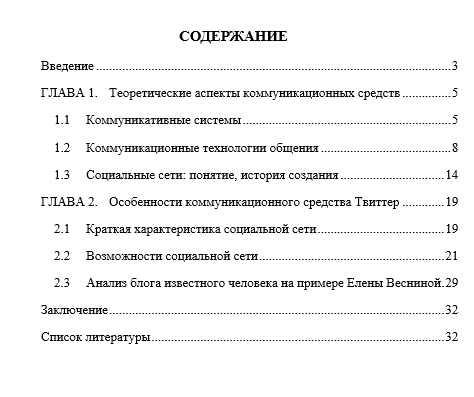 СОДЕРЖАНИЕ
Введение ........ 3
ГЛАВА 1. Теоретические аспекты коммуникационных средств ........ 5
1.1 Коммуникативные системы ........ 5
1.2 Коммуникационные технологии общения ........ 8
1.3 Социальные сети: понятие, история создания ........ 14
ГЛАВА 2. Особенности коммуникационного средства Твиттер ........ 19
2.1 Краткая характеристика социальной сети ........ 19
2.2 Возможности социальной сети ........ 21
2.3 Анализ блога известного человека на примере Елены Весниной. 29
Заключение ........ 32
Список литературы ........ 32